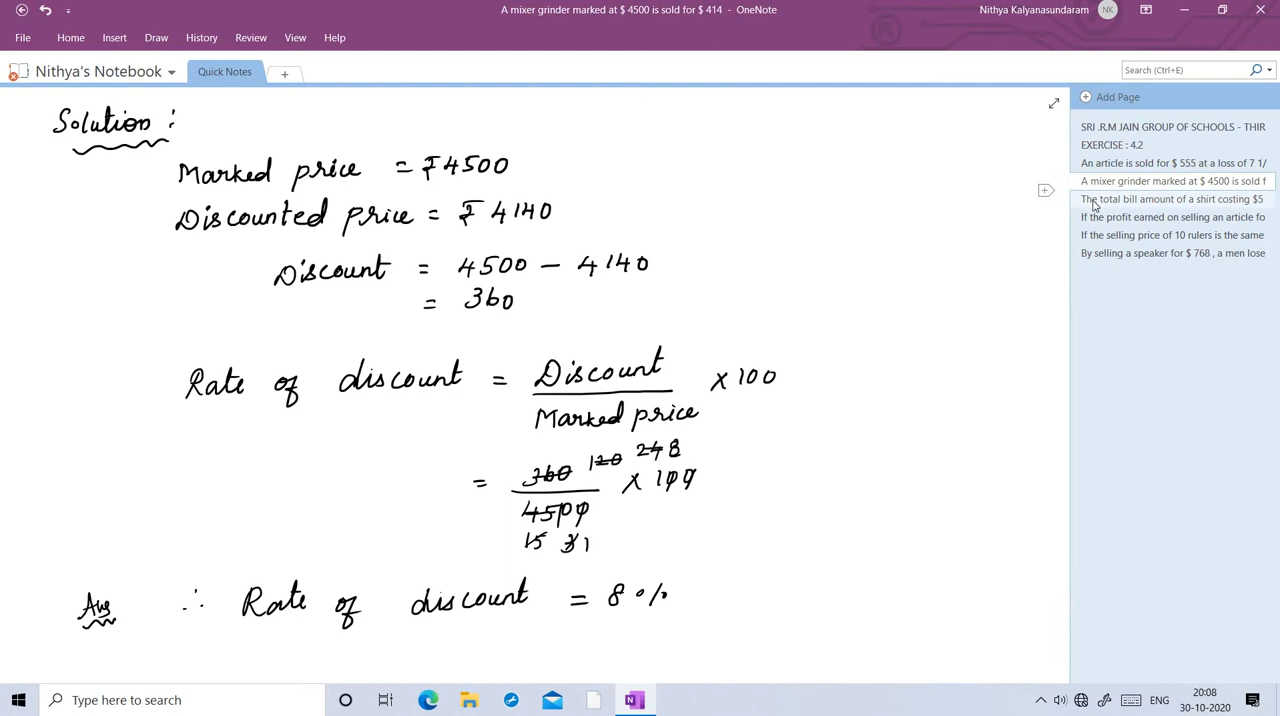 A mixer grinder marked at $ 4500 is sold for $ 414 - OneNote
Nithya Kalyanasundaram NK
File Home Insert Draw History Review View Help
Nithya's Notebook Quick Notes
Search (Ctrl+E)
Add Page
SRI .R.M JAIN GROUP OF SCHOOLS - THIR
EXERCISE : 4.2
An article is sold for $ 555 at a loss of 7 1/
A mixer grinder marked at $ 4500 is sold f
The total bill amount of a shirt costing $5
If the profit earned on selling an article fo
If the selling price of 10 rulers is the same
By selling a speaker for $ 768 , a men lose
Solution :
Marked price = ₹4500
Discounted price = ₹ 4140
Discount = 4500 - 4140
= 360
Rate of discount = Discount / Marked price × 100
360 120 24 8
= × 100
4500
15 3 1
Ans ∴ Rate of discount = 8 %
Type here to search
ENG
20:08
30-10-2020